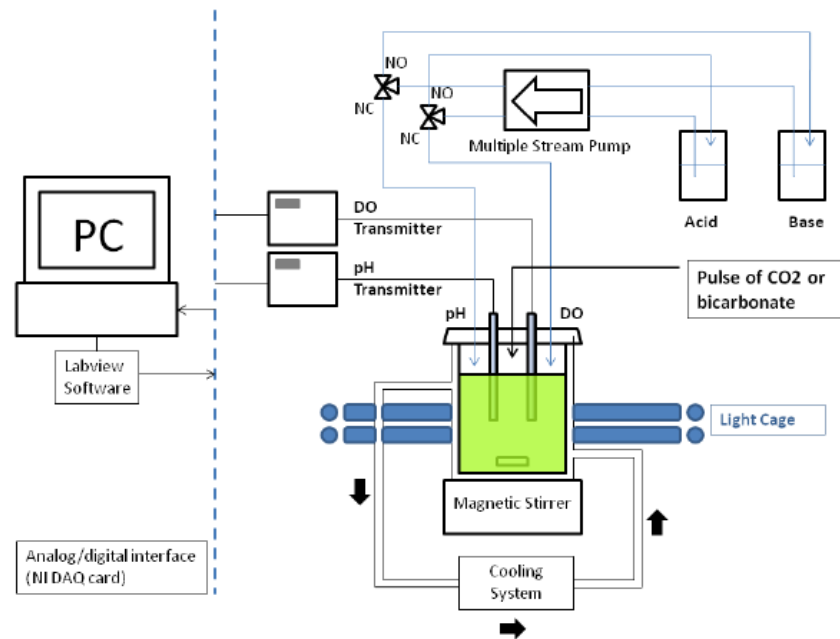 NO
NO
NC
NC
Multiple Stream Pump
Acid
Base
PC
DO
Transmitter
pH
Transmitter
Pulse of CO2 or
bicarbonate
pH
DO
Labview
Software
Light Cage
Magnetic Stirrer
Analog/digital interface
(NI DAQ card)
Cooling
System